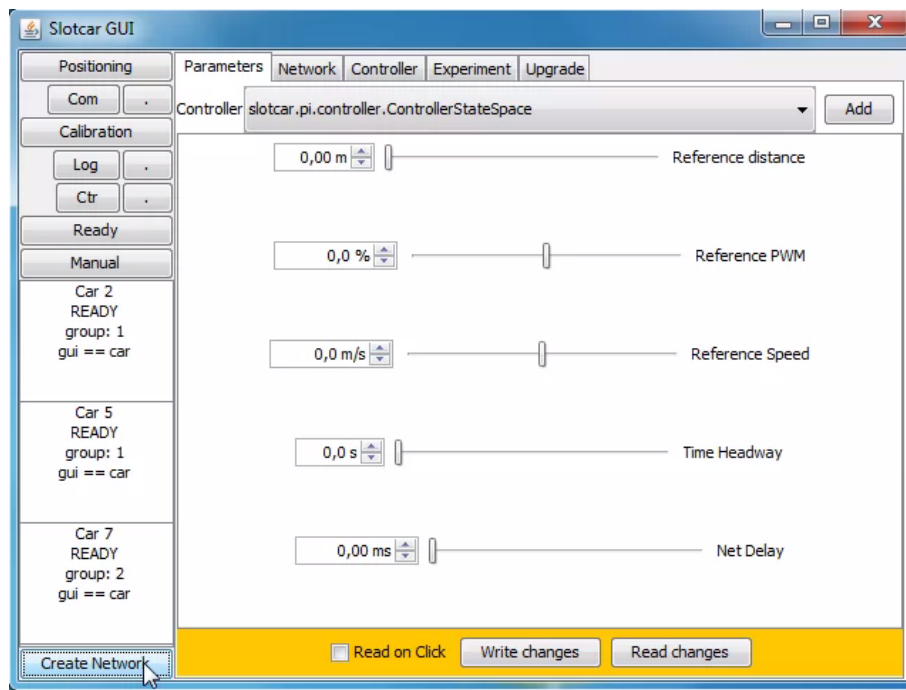 Slotcar GUI
Positioning
Com .
Calibration
Log .
Ctr .
Ready
Manual
Car 2
READY
group: 1
gui == car
Car 5
READY
group: 1
gui == car
Car 7
READY
group: 2
gui == car
Create Network
Parameters Network Controller Experiment Upgrade
Controller slotcar.pi.controller.ControllerStateSpace Add
0,00 m Reference distance
0,0 % Reference PWM
0,0 m/s Reference Speed
0,0 s Time Headway
0,00 ms Net Delay
Read on Click Write changes Read changes